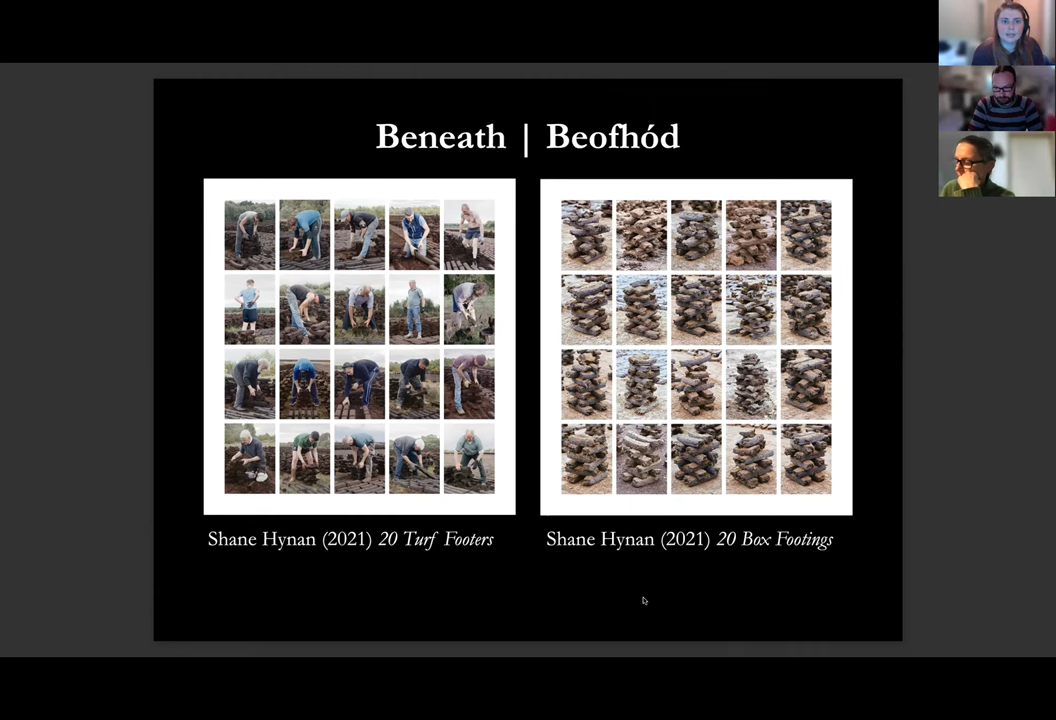 Beneath | Beofhód
Shane Hynan (2021) 20 Turf Footers
Shane Hynan (2021) 20 Box Footings